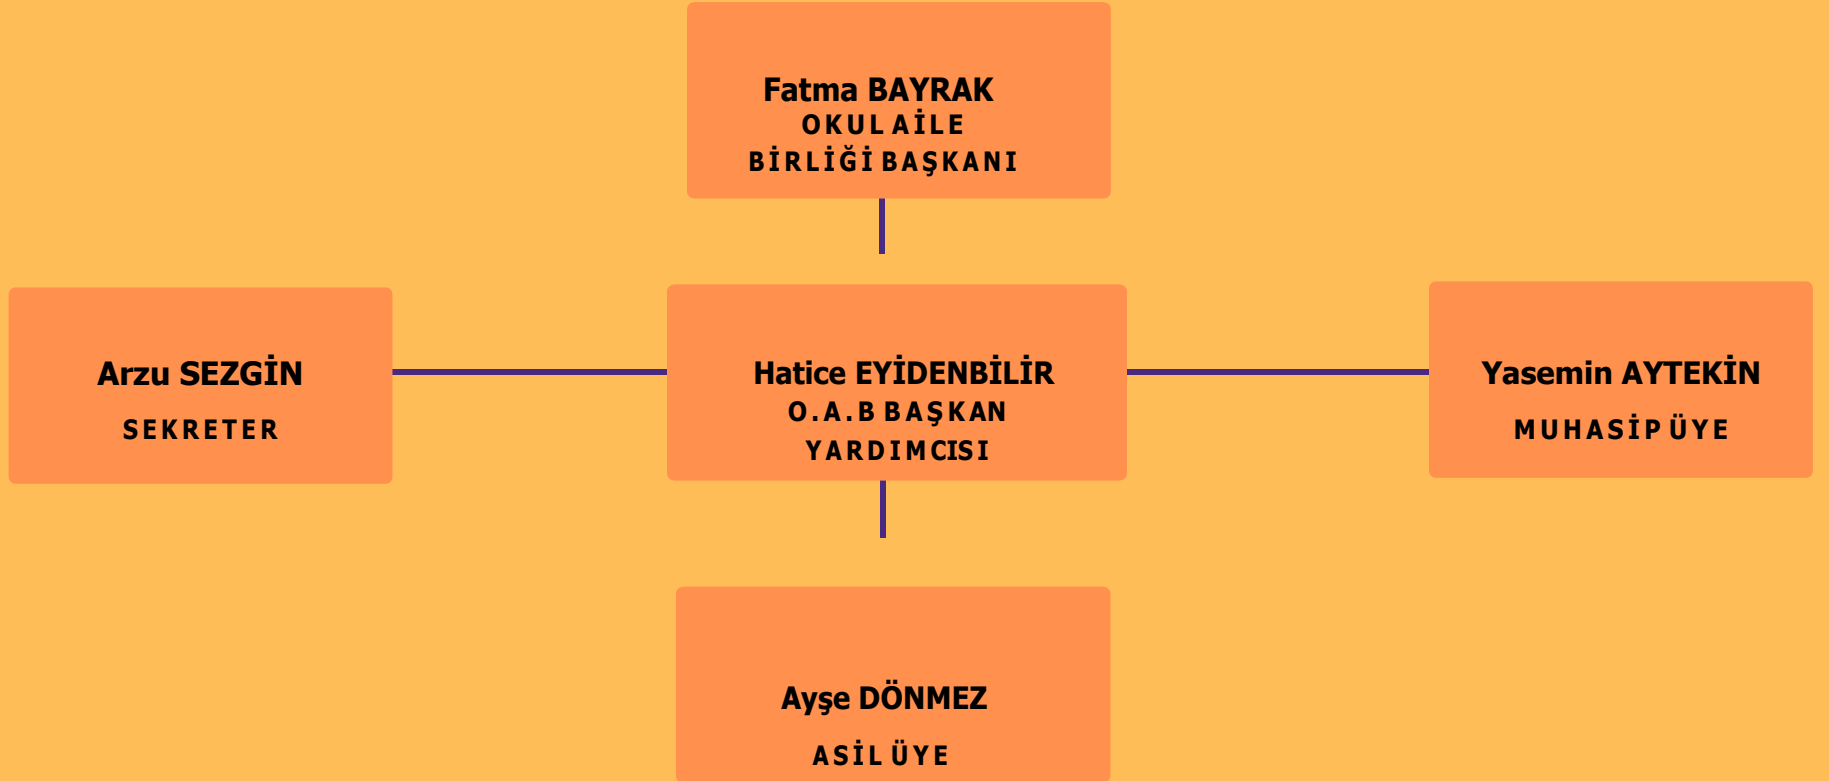 Fatma BAYRAK
OKUL AİLE
BİRLİĞİ BAŞKANI
Arzu SEZGİN
SEKRETER
Hatice EYİDENBİLİR
O.A.B BAŞKAN
YARDIMCISI
Yasemin AYTEKİN
MUHASİP ÜYE
Ayşe DÖNMEZ
ASİL ÜYE